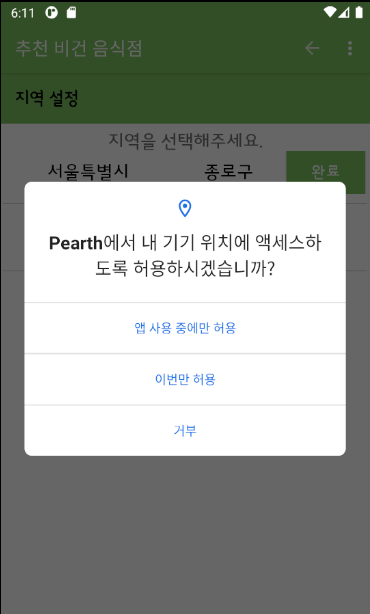 6:11
추천 비건 음식점
지역 설정
지역을 선택해주세요.
서울특별시 종로구 완료
Pearth에서 내 기기 위치에 액세스하
도록 허용하시겠습니까?
앱 사용 중에만 허용
이번만 허용
거부